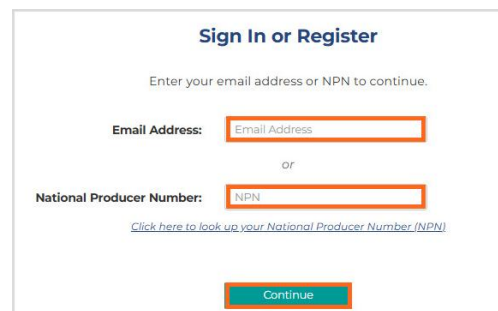 Sign In or Register
Enter your email address or NPN to continue.
Email Address: Email Address
or
National Producer Number: NPN
Click here to look up your National Producer Number (NPN)
Continue